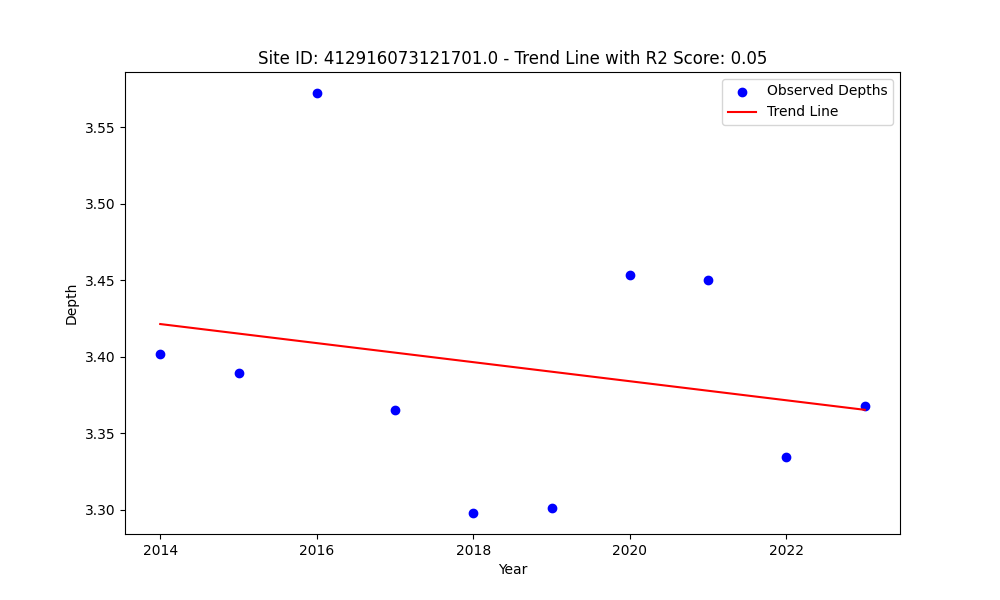 Site ID: 412916073121701.0 - Trend Line with R2 Score: 0.05
Observed Depths
Trend Line
3.55
3.50
3.45
3.40
3.35
3.30
Depth
2014
2016
2018
2020
2022
Year